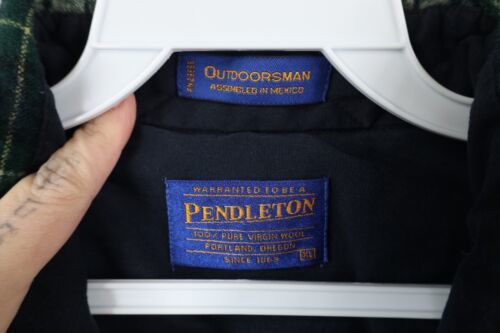 OUTDOORSMAN
ASSEMBLED IN MEXICO
WARRANTED TO BE A
PENDLETON
100% PURE VIRGIN WOOL
PORTLAND, OREGON
SINCE 1863